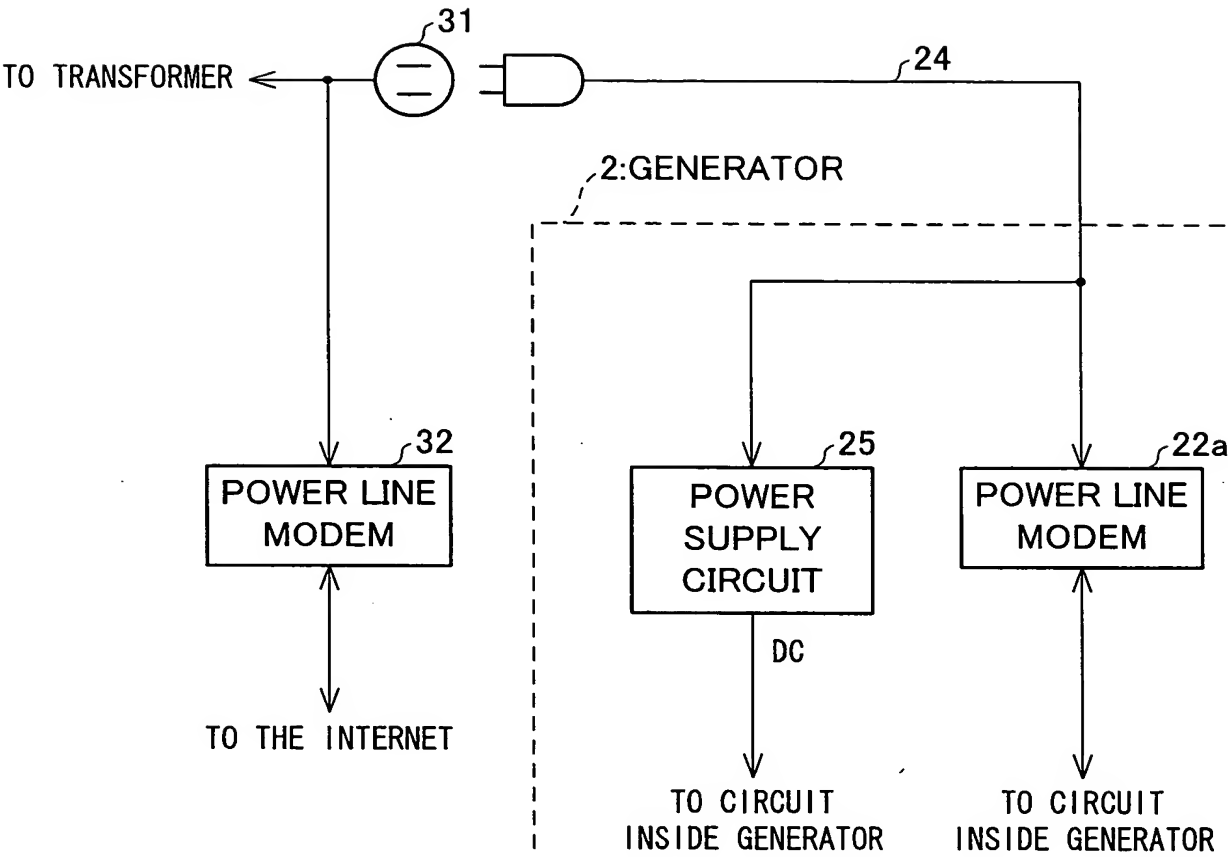 31
TO TRANSFORMER
24
2:GENERATOR
32
POWER LINE
MODEM
25
POWER
SUPPLY
CIRCUIT
22a
POWER LINE
MODEM
DC
TO THE INTERNET
TO CIRCUIT
INSIDE GENERATOR
TO CIRCUIT
INSIDE GENERATOR